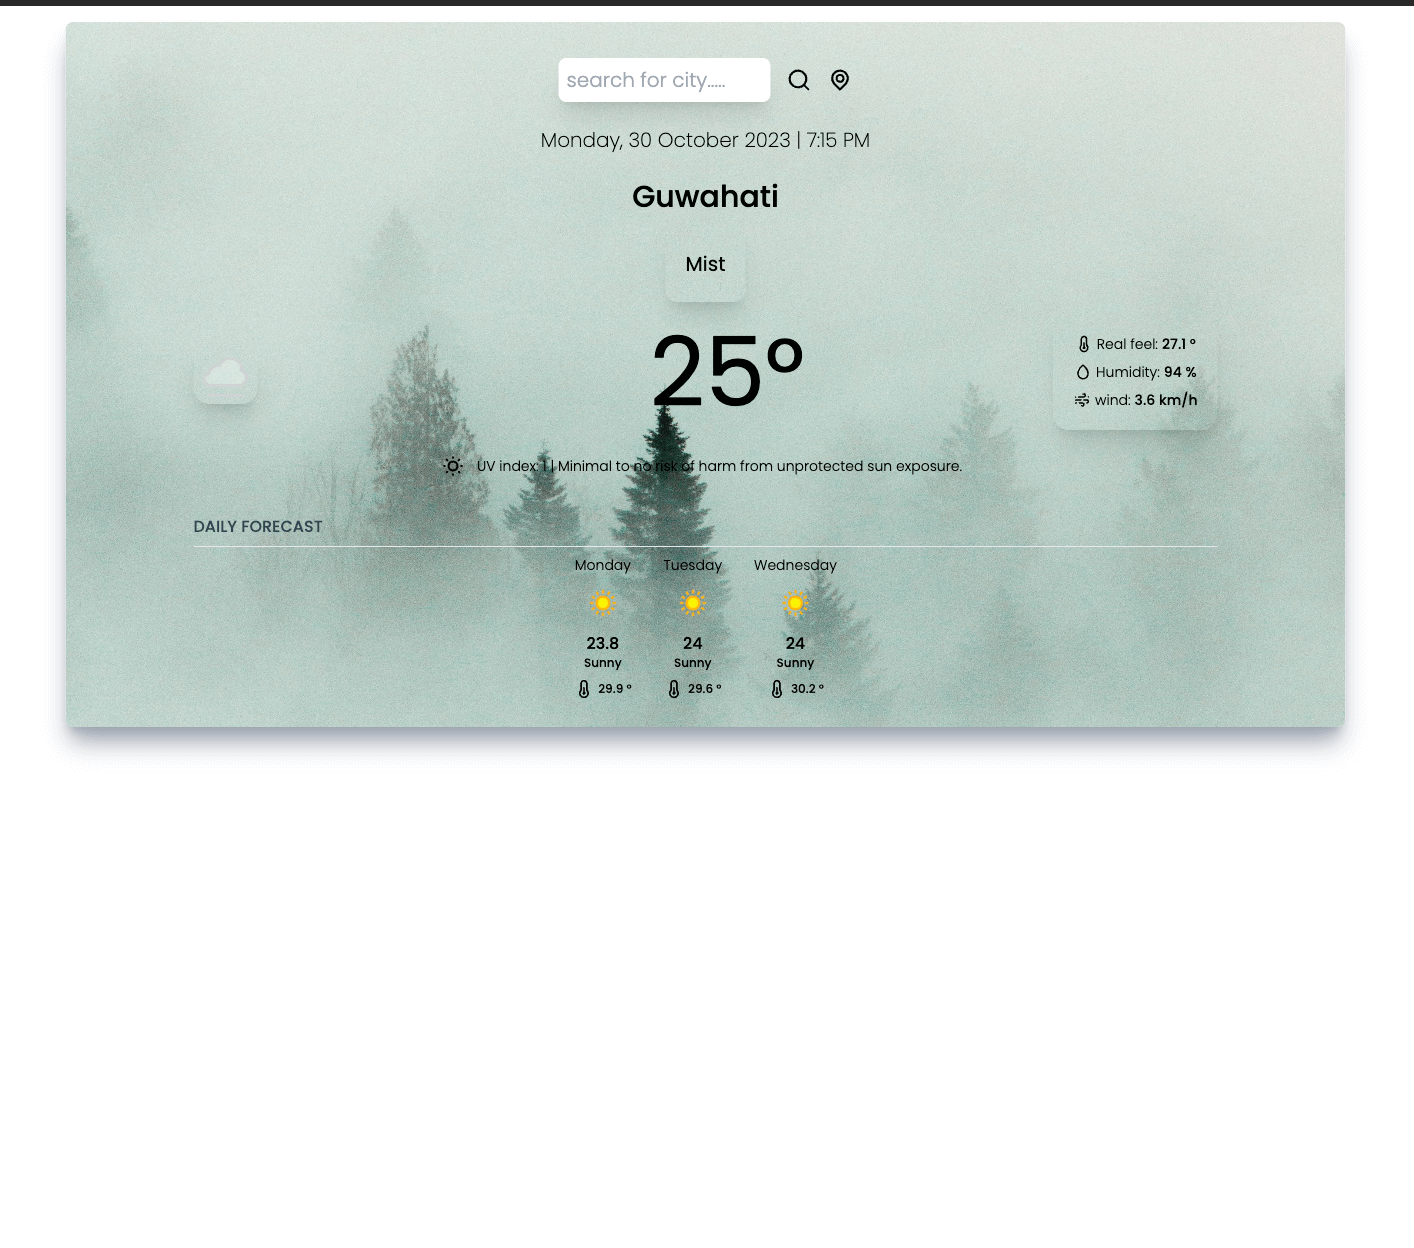 search for city.....
Monday, 30 October 2023 | 7:15 PM
Guwahati
Mist
25°
Real feel: 27.1 °
Humidity: 94 %
wind: 3.6 km/h
UV index: 1 | Minimal to no risk of harm from unprotected sun exposure.
DAILY FORECAST
Monday Tuesday Wednesday
23.8 24 24
Sunny Sunny Sunny
29.9 ° 29.6 ° 30.2 °